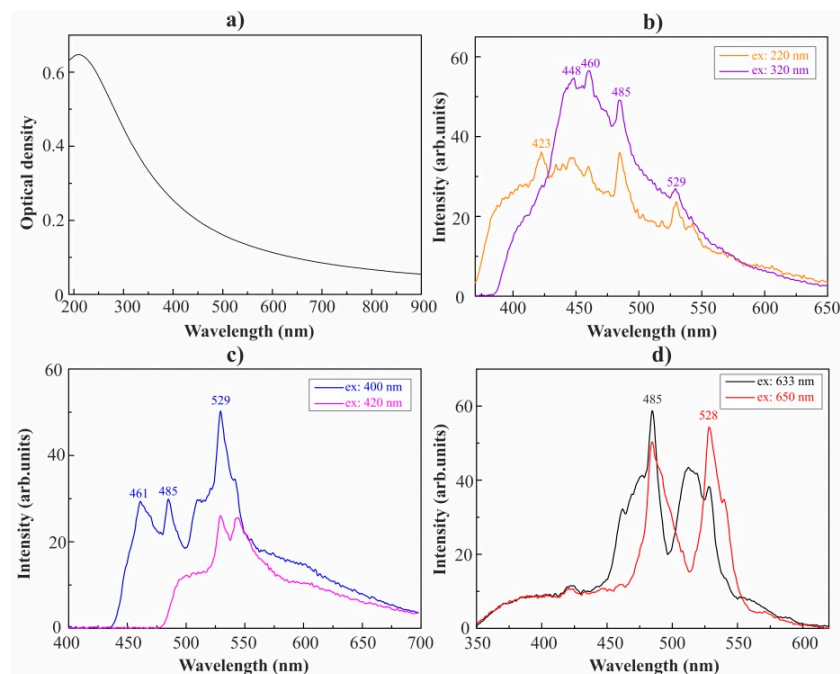 a)
0.6
0.4
0.2
0
Optical density
200 300 400 500 600 700 800 900
Wavelength (nm)
b)
60
40
20
0
Intensity (arb.units)
ex: 220 nm
ex: 320 nm
423
448
460
485
529
400 450 500 550 600 650
Wavelength (nm)
c)
60
40
20
0
Intensity (arb.units)
ex: 400 nm
ex: 420 nm
461
485
529
400 450 500 550 600 650 700
Wavelength (nm)
d)
60
40
20
0
Intensity (arb.units)
ex: 633 nm
ex: 650 nm
485
528
350 400 450 500 550 600
Wavelength (nm)